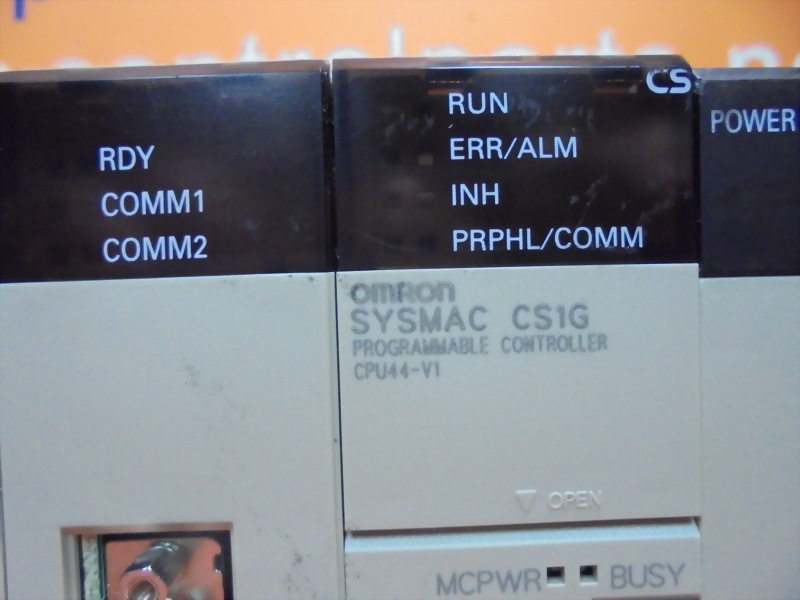 RDY
COMM1
COMM2
CS
RUN
ERR/ALM
INH
PRPHL/COMM
POWER
OMRON
SYSMAC CS1G
PROGRAMMABLE CONTROLLER
CPU44-V1
▽ OPEN
MCPWR BUSY